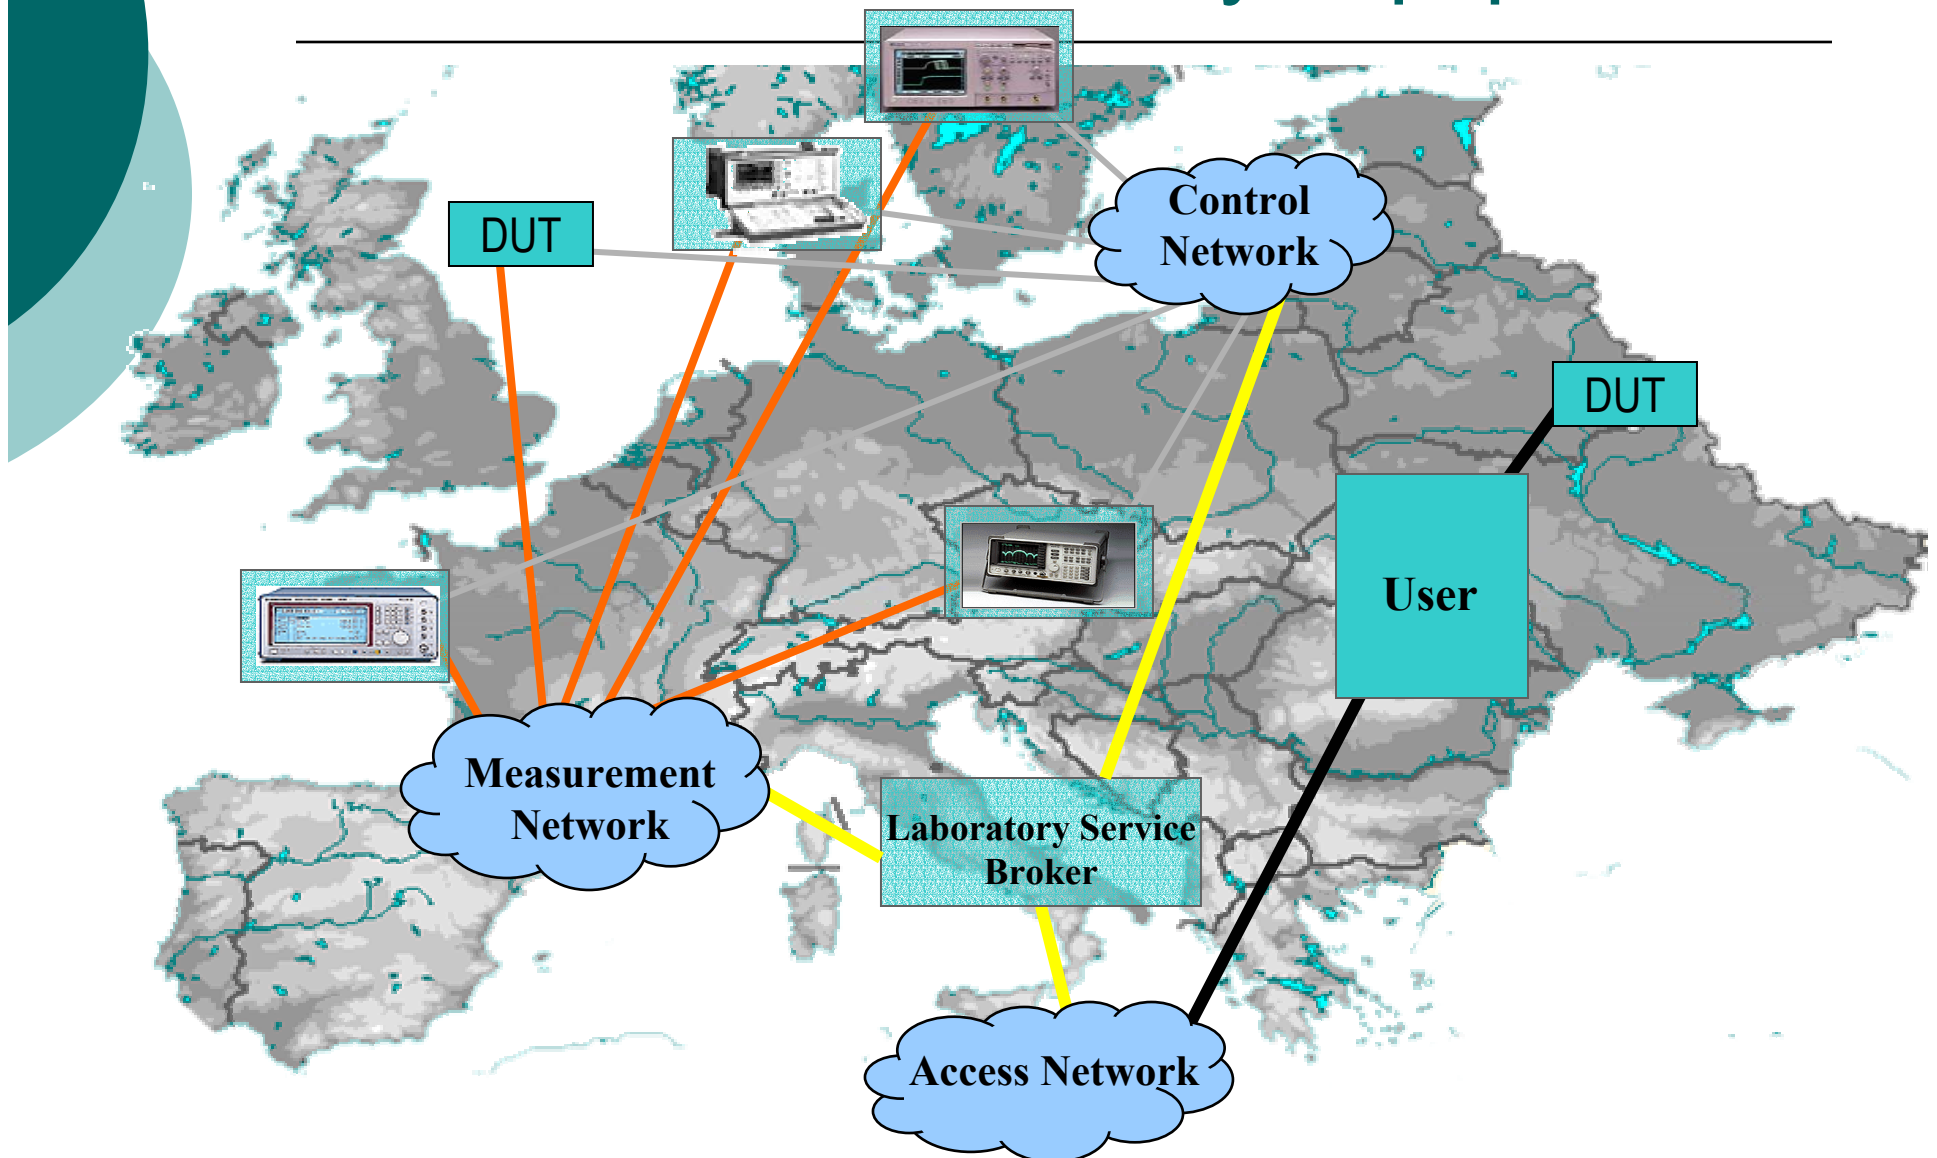 Control
Network
DUT
DUT
User
Measurement
Network
Laboratory Service
Broker
Access Network